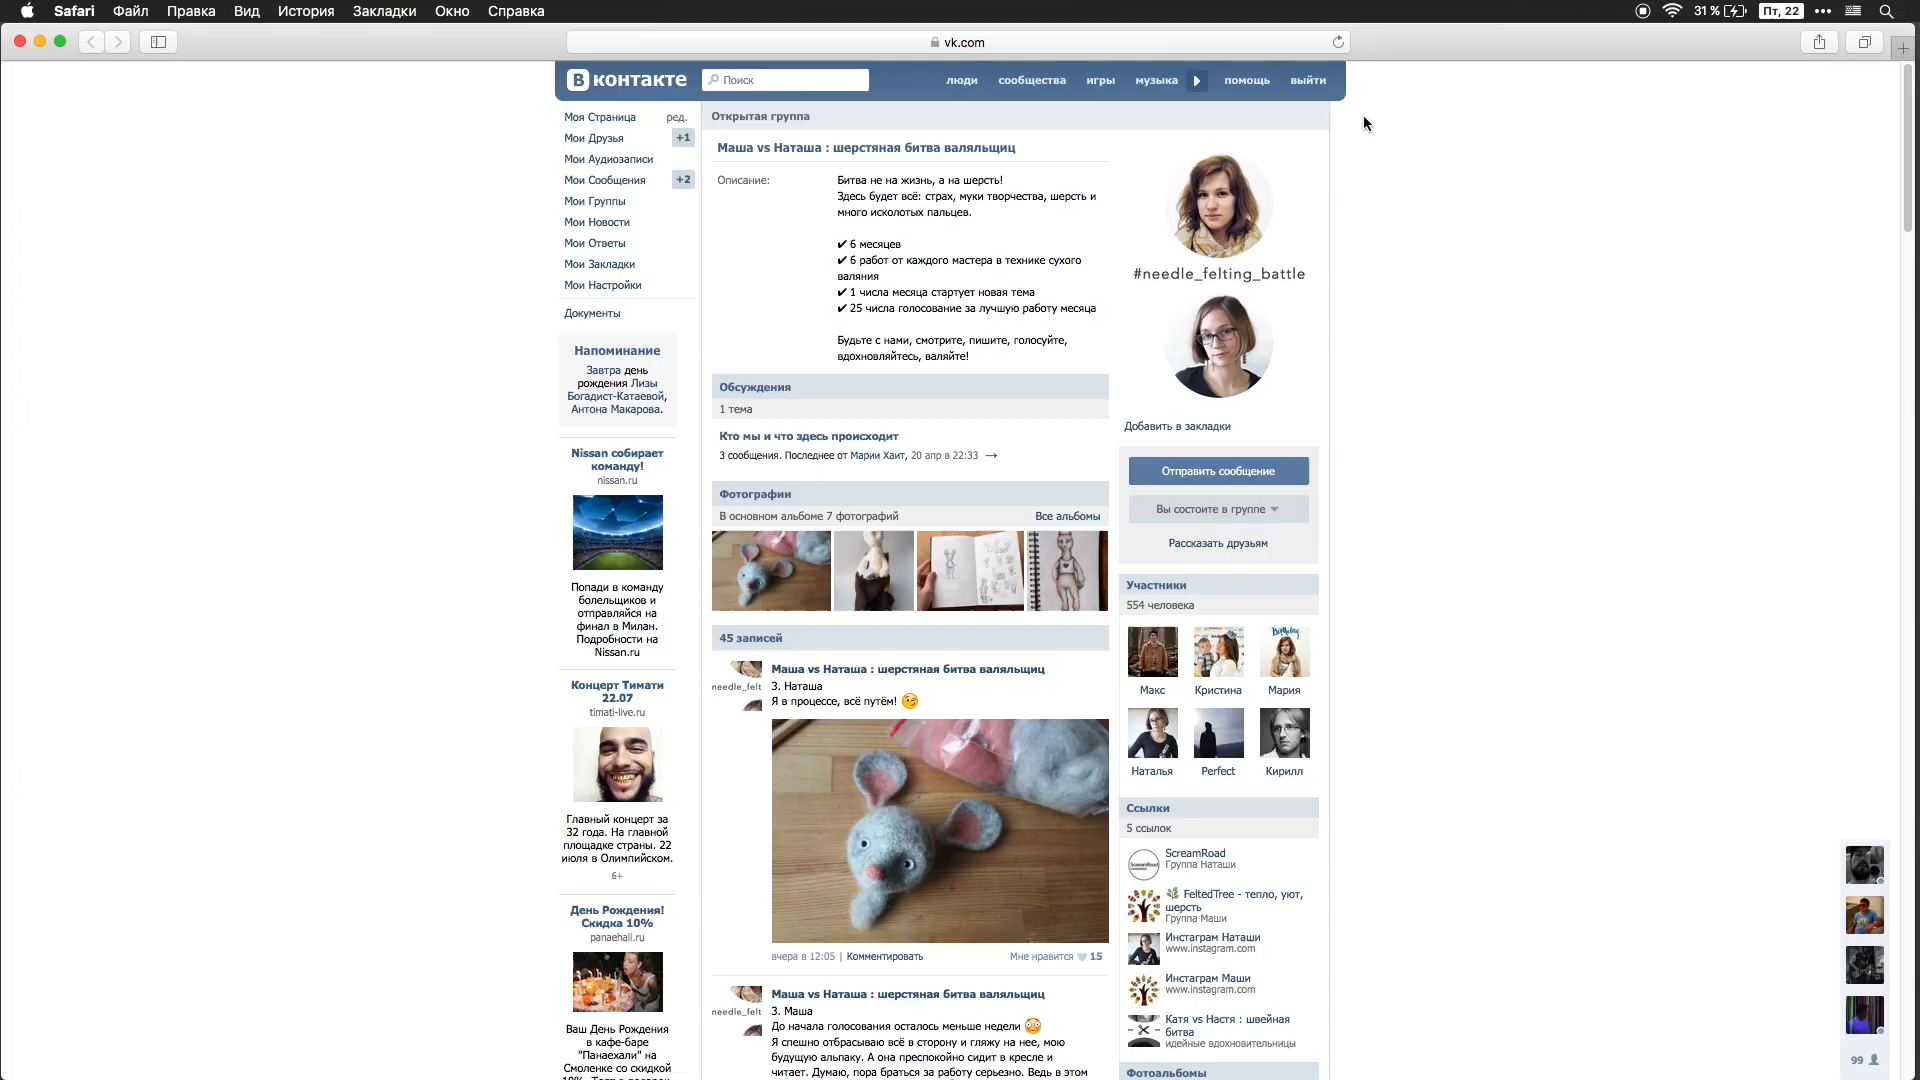 Safari Файл Правка Вид История Закладки Окно Справка
31 % Пт, 22
vk.com
В контакте
Поиск
люди сообщества игры музыка помощь выйти
Моя Страница ред.
Мои Друзья +1
Мои Аудиозаписи
Мои Сообщения +2
Мои Группы
Мои Новости
Мои Ответы
Мои Закладки
Мои Настройки
Документы
Напоминание
Завтра день
рождения Лизы
Богадист-Катаевой,
Антона Макарова.
Nissan собирает
команду!
nissan.ru
Попади в команду
болельщиков и
отправляйся на
финал в Милан.
Подробности на
Nissan.ru
Концерт Тимати
22.07
timati-live.ru
Главный концерт за
32 года. На главной
площадке страны. 22
июля в Олимпийском.
6+
День Рождения!
Скидка 10%
panaehali.ru
Ваш День Рождения
в кафе-баре
"Панаехали" на
Смоленке со скидкой
Открытая группа
Маша vs Наташа : шерстяная битва валяльщиц
Описание:
Битва не на жизнь, а на шерсть!
Здесь будет всё: страх, муки творчества, шерсть и
много исколотых пальцев.
✔ 6 месяцев
✔ 6 работ от каждого мастера в технике сухого
валяния
✔ 1 числа месяца стартует новая тема
✔ 25 числа голосование за лучшую работу месяца
Будьте с нами, смотрите, пишите, голосуйте,
вдохновляйтесь, валяйте!
Обсуждения
1 тема
Кто мы и что здесь происходит
3 сообщения. Последнее от Марии Хаит, 20 апр в 22:33 →
Фотографии
В основном альбоме 7 фотографий Все альбомы
45 записей
needle_felt
Маша vs Наташа : шерстяная битва валяльщиц
3. Наташа
Я в процессе, всё путём! 😉
вчера в 12:05 | Комментировать Мне нравится 15
needle_felt
Маша vs Наташа : шерстяная битва валяльщиц
3. Маша
До начала голосования осталось меньше недели 😳
Я спешно отбрасываю всё в сторону и гляжу на нее, мою
будущую альпаку. А она преспокойно сидит в кресле и
читает. Думаю, пора браться за работу серьезно. Ведь в этом
#needle_felting_battle
Добавить в закладки
Отправить сообщение
Вы состоите в группе
Рассказать друзьям
Участники
554 человека
Birthday
Макс Кристина Мария
Наталья Perfect Кирилл
Ссылки
5 ссылок
ScreamRoad
Группа Наташи
🌿 FeltedTree - тепло, уют,
шерсть
Группа Маши
Инстаграм Наташи
www.instagram.com
Инстаграм Маши
www.instagram.com
Катя vs Настя : швейная
битва
идейные вдохновительницы
Фотоальбомы
99